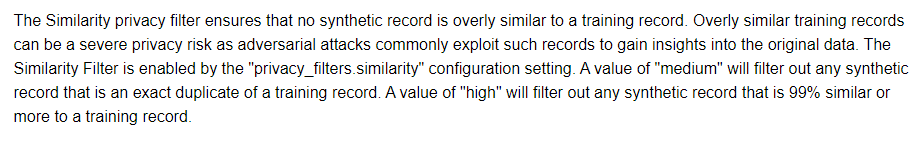 The Similarity privacy filter ensures that no synthetic record is overly similar to a training record. Overly similar training records
can be a severe privacy risk as adversarial attacks commonly exploit such records to gain insights into the original data. The
Similarity Filter is enabled by the "privacy_filters.similarity" configuration setting. A value of "medium" will filter out any synthetic
record that is an exact duplicate of a training record. A value of "high" will filter out any synthetic record that is 99% similar or
more to a training record.